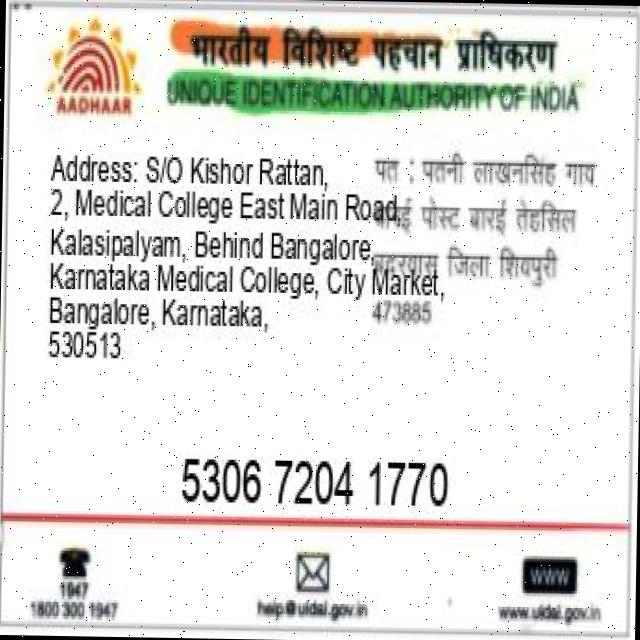 भारतीय विशिष्ट पहचान प्राधिकरण
UNIQUE IDENTIFICATION AUTHORITY OF INDIA
AADHAAR
Address: S/O Kishor Rattan,
2, Medical College East Main Road,
Kalasipalyam, Behind Bangalore,
Karnataka Medical College, City Market,
Bangalore, Karnataka,
530513
पत : पतनी लाखनसिंह गाय
पोस्ट बारई तेहसिल
जिला शिवपुरी
473885
5306 7204 1770
1947
1800 300 1947
help@uidai.gov.in
WWW
www.uidai.gov.in